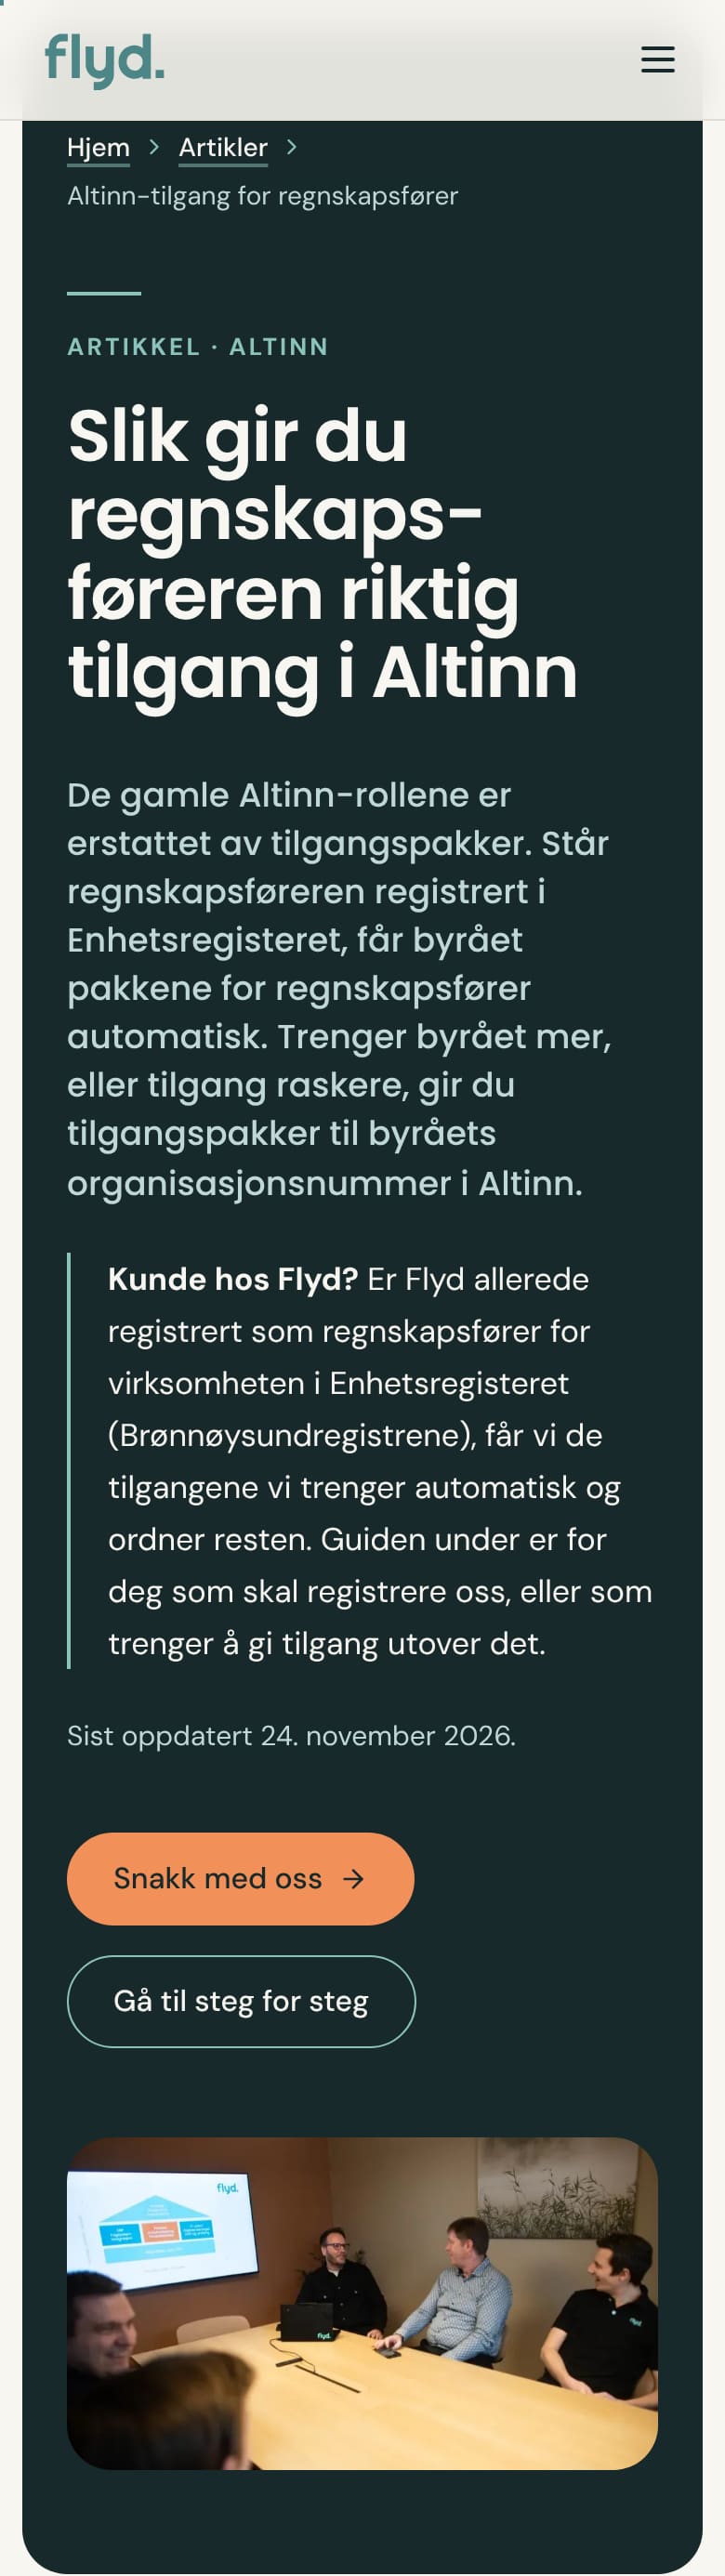 flyd.
Hjem > Artikler >
Altinn-tilgang for regnskapsfører
ARTIKKEL · ALTINN
Slik gir du
regnskaps-
føreren riktig
tilgang i Altinn
De gamle Altinn-rollene er
erstattet av tilgangspakker. Står
regnskapsføreren registrert i
Enhetsregisteret, får byrået
pakkene for regnskapsfører
automatisk. Trenger byrået mer,
eller tilgang raskere, gir du
tilgangspakker til byråets
organisasjonsnummer i Altinn.
Kunde hos Flyd? Er Flyd allerede
registrert som regnskapsfører for
virksomheten i Enhetsregisteret
(Brønnøysundregistrene), får vi de
tilgangene vi trenger automatisk og
ordner resten. Guiden under er for
deg som skal registrere oss, eller som
trenger å gi tilgang utover det.
Sist oppdatert 24. november 2026.
Snakk med oss →
Gå til steg for steg
flyd.
flyd.
flyd.